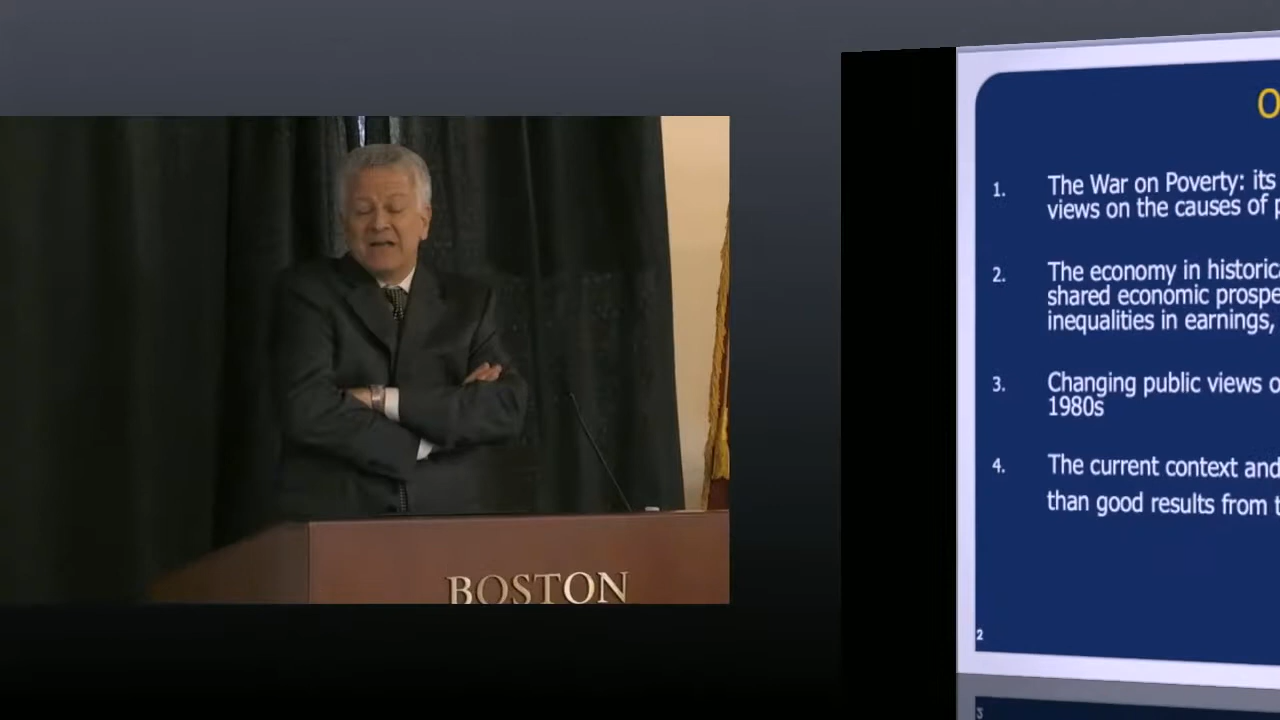 BOSTON
O
1. The War on Poverty: its
views on the causes of p
2. The economy in historica
shared economic prospe
inequalities in earnings,
3. Changing public views o
1980s
4. The current context and
than good results from t
2